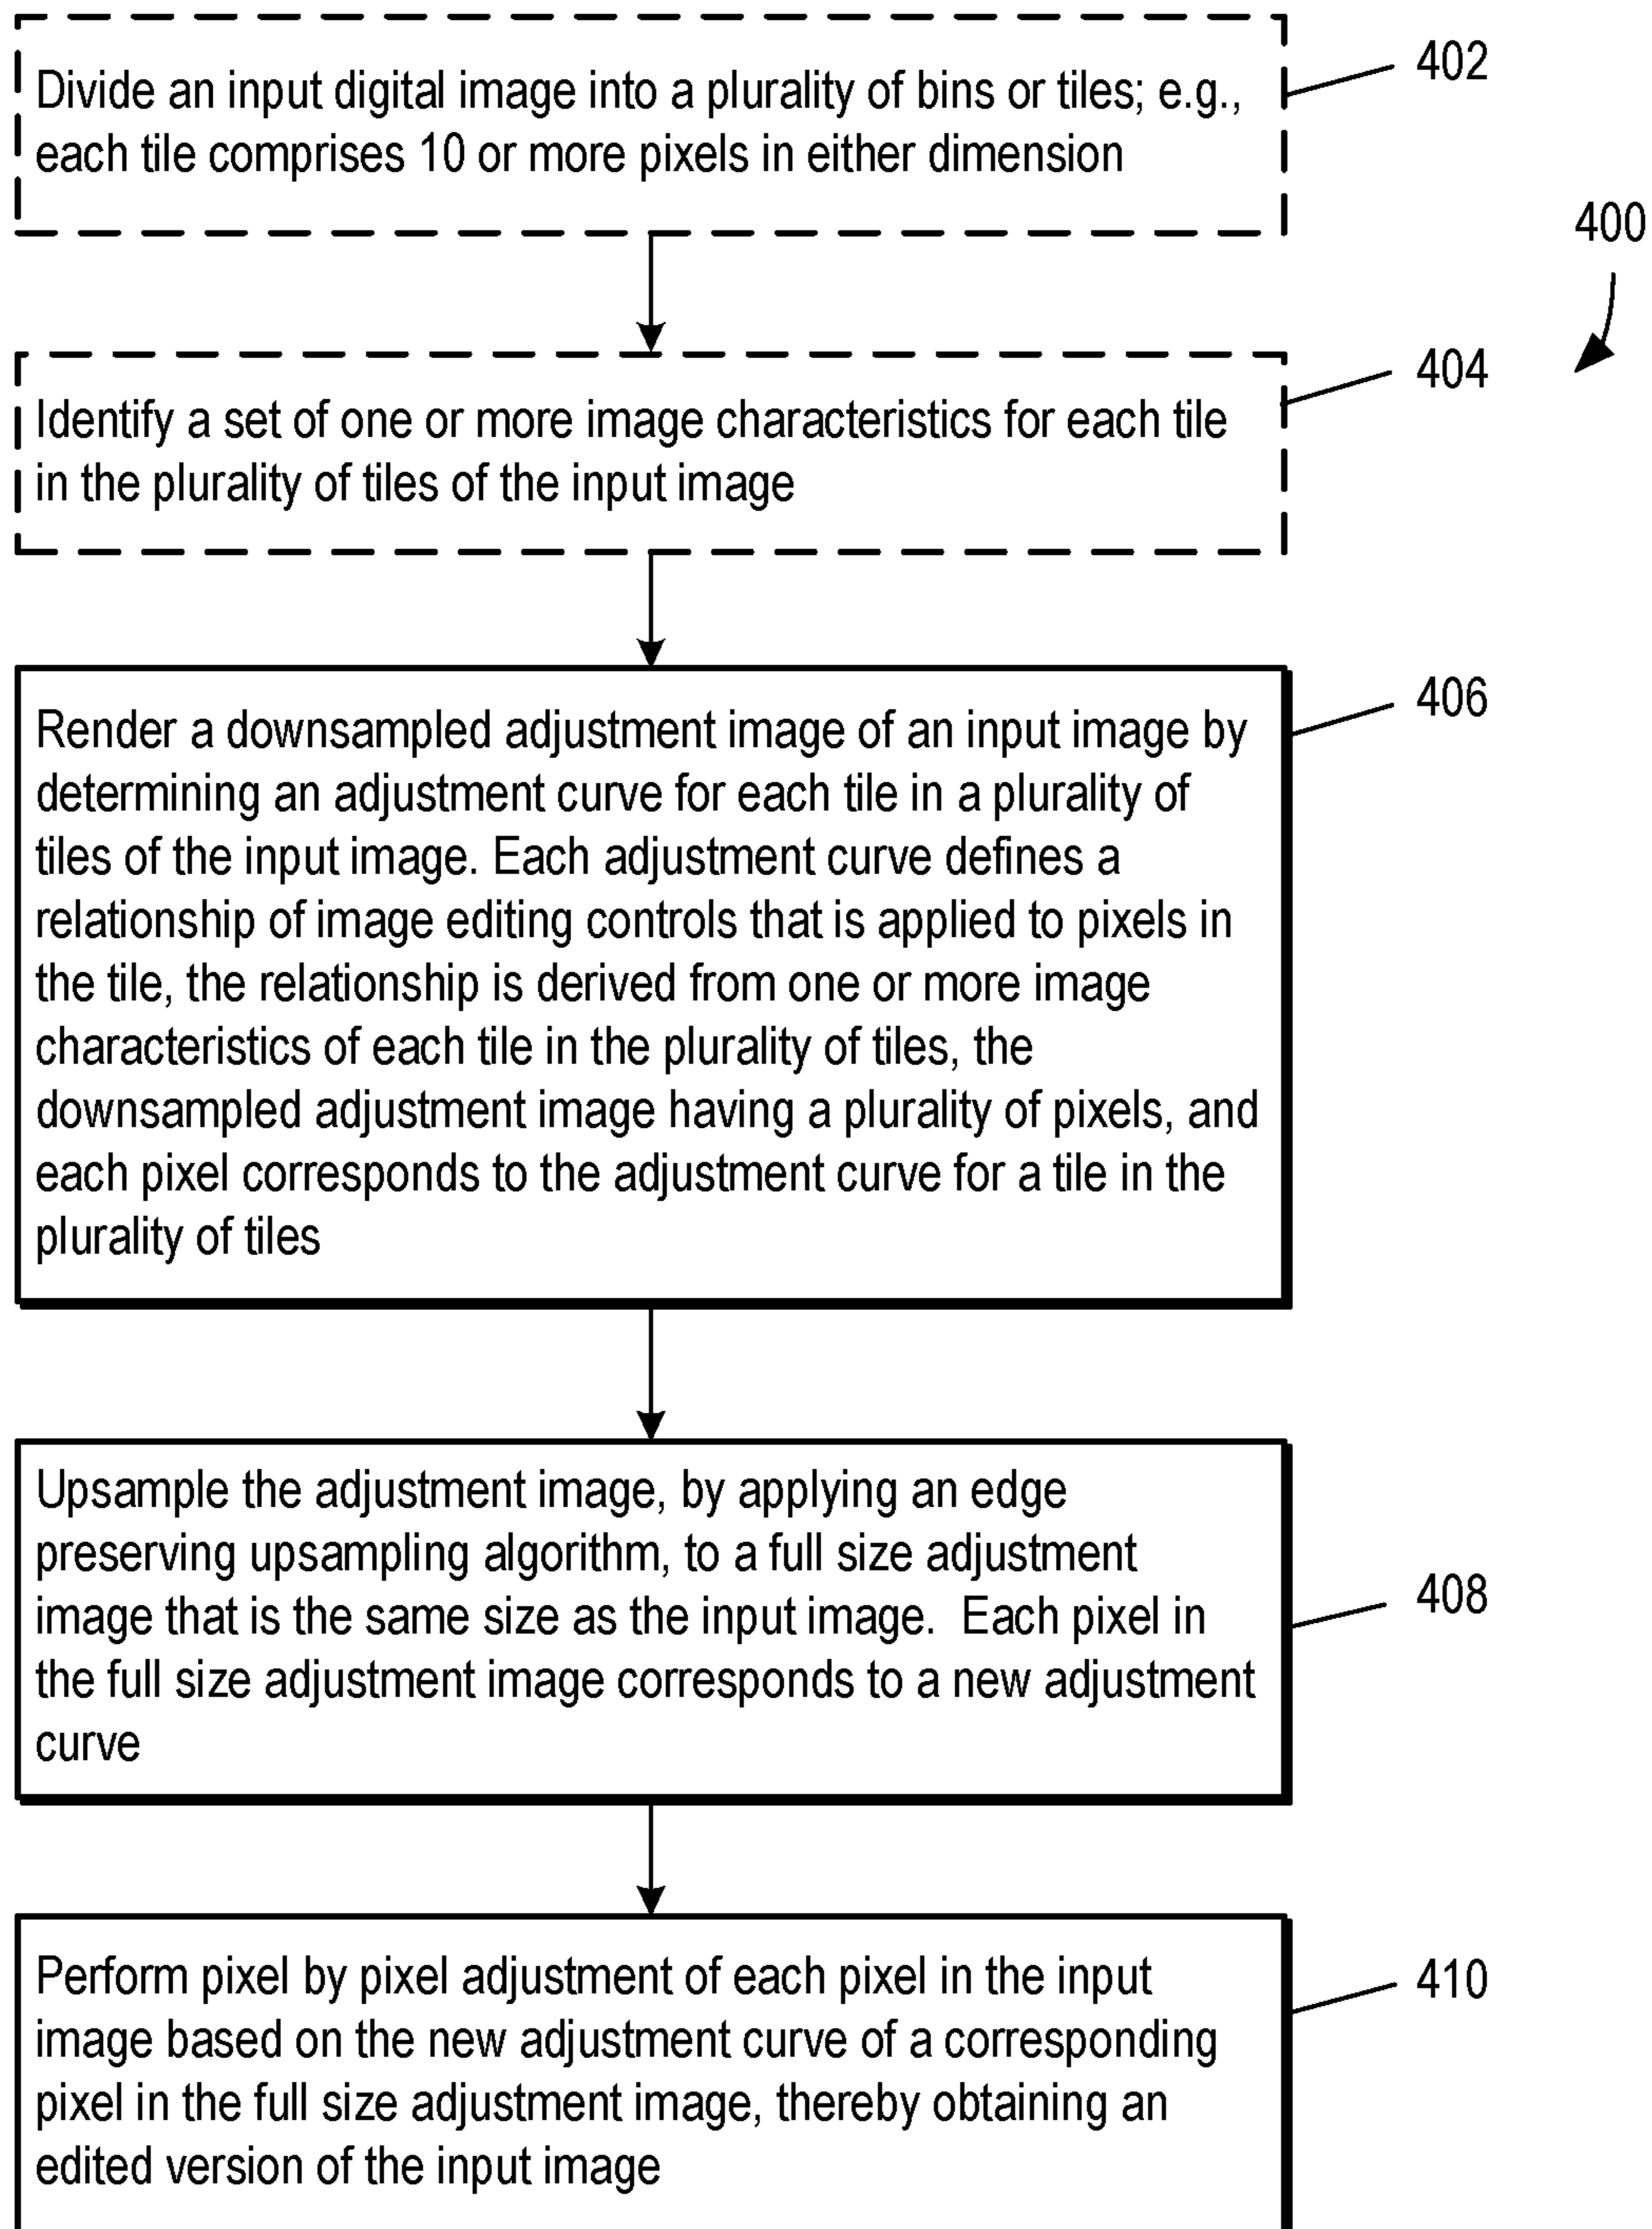 Divide an input digital image into a plurality of bins or tiles; e.g.,
each tile comprises 10 or more pixels in either dimension
402
400
Identify a set of one or more image characteristics for each tile
in the plurality of tiles of the input image
404
Render a downsampled adjustment image of an input image by
determining an adjustment curve for each tile in a plurality of
tiles of the input image. Each adjustment curve defines a
relationship of image editing controls that is applied to pixels in
the tile, the relationship is derived from one or more image
characteristics of each tile in the plurality of tiles, the
downsampled adjustment image having a plurality of pixels, and
each pixel corresponds to the adjustment curve for a tile in the
plurality of tiles
406
Upsample the adjustment image, by applying an edge
preserving upsampling algorithm, to a full size adjustment
image that is the same size as the input image.  Each pixel in
the full size adjustment image corresponds to a new adjustment
curve
408
Perform pixel by pixel adjustment of each pixel in the input
image based on the new adjustment curve of a corresponding
pixel in the full size adjustment image, thereby obtaining an
edited version of the input image
410